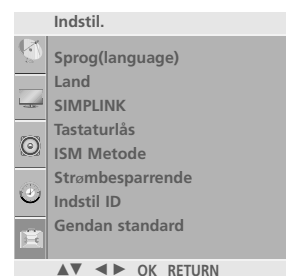 Indstil.
Sprog(language)
Land
SIMPLINK
Tastaturlås
ISM Metode
Strømbesparrende
Indstil ID
Gendan standard
▲▼ ◄► OK RETURN